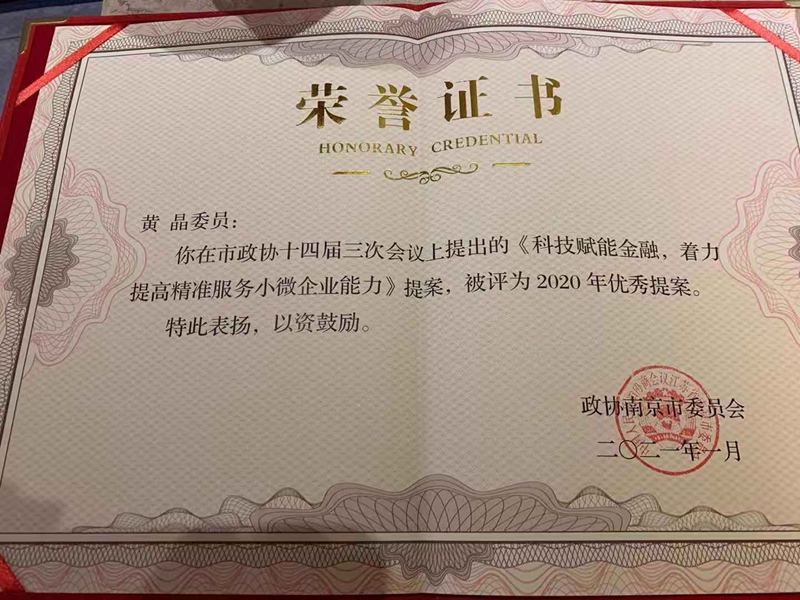 荣誉证书
HONORARY CREDENTIAL
黄 晶委员：
你在市政协十四届三次会议上提出的《科技赋能金融，着力
提高精准服务小微企业能力》提案，被评为 2020 年优秀提案。
特此表扬，以资鼓励。
政协南京市委员会
二〇二一年一月